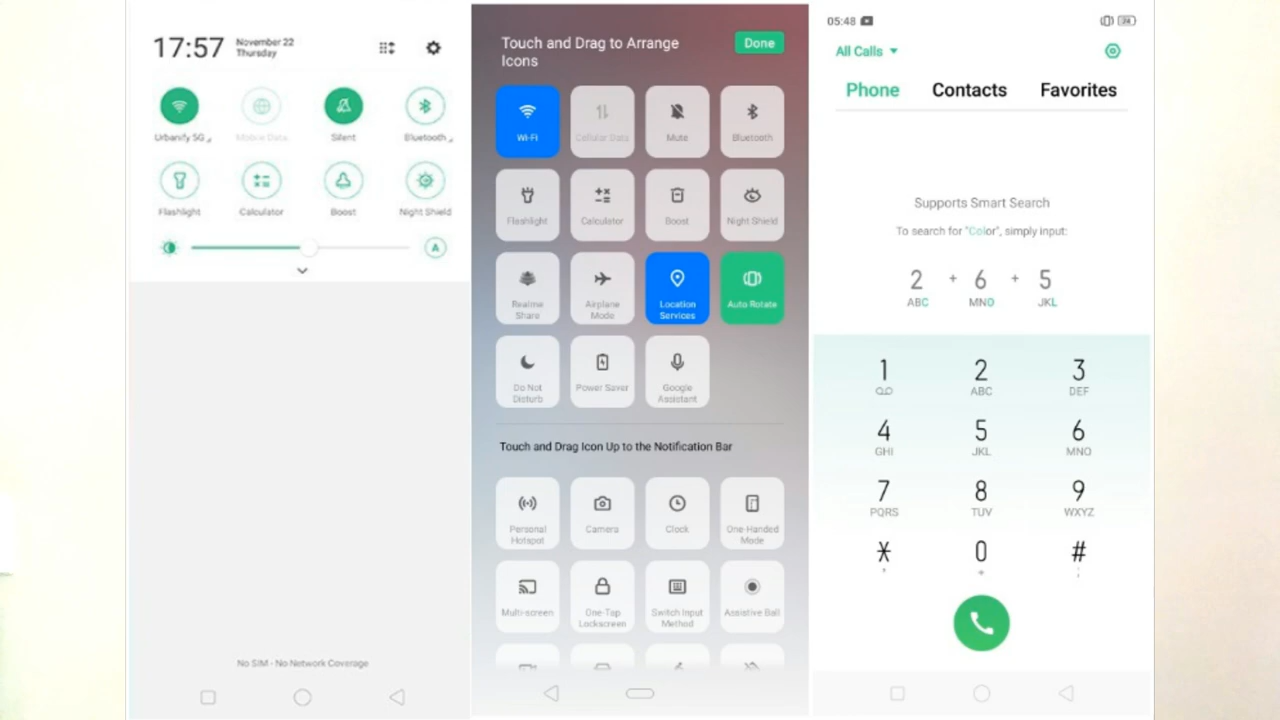 17:57
November 22
Thursday
Urbanify 5G
Mobile Data
Silent
Bluetooth
Flashlight
Calculator
Boost
Night Shield
A
No SIM - No Network Coverage
Touch and Drag to Arrange
Icons
Done
Wi-Fi
Cellular Data
Mute
Bluetooth
Flashlight
Calculator
Boost
Night Shield
Realme
Share
Airplane
Mode
Location
Services
Auto Rotate
Do Not
Disturb
Power Saver
Google
Assistant
Touch and Drag Icon Up to the Notification Bar
Personal
Hotspot
Camera
Clock
One-Handed
Mode
Multi-screen
One-Tap
Lockscreen
Switch Input
Method
Assistive Ball
05:48
All Calls
Phone
Contacts
Favorites
Supports Smart Search
To search for "Color", simply input:
2 + 6 + 5
ABC MNO JKL
1 2 3
ABC DEF
4 5 6
GHI JKL MNO
7 8 9
PQRS TUV WXYZ
* 0 #
, + ;